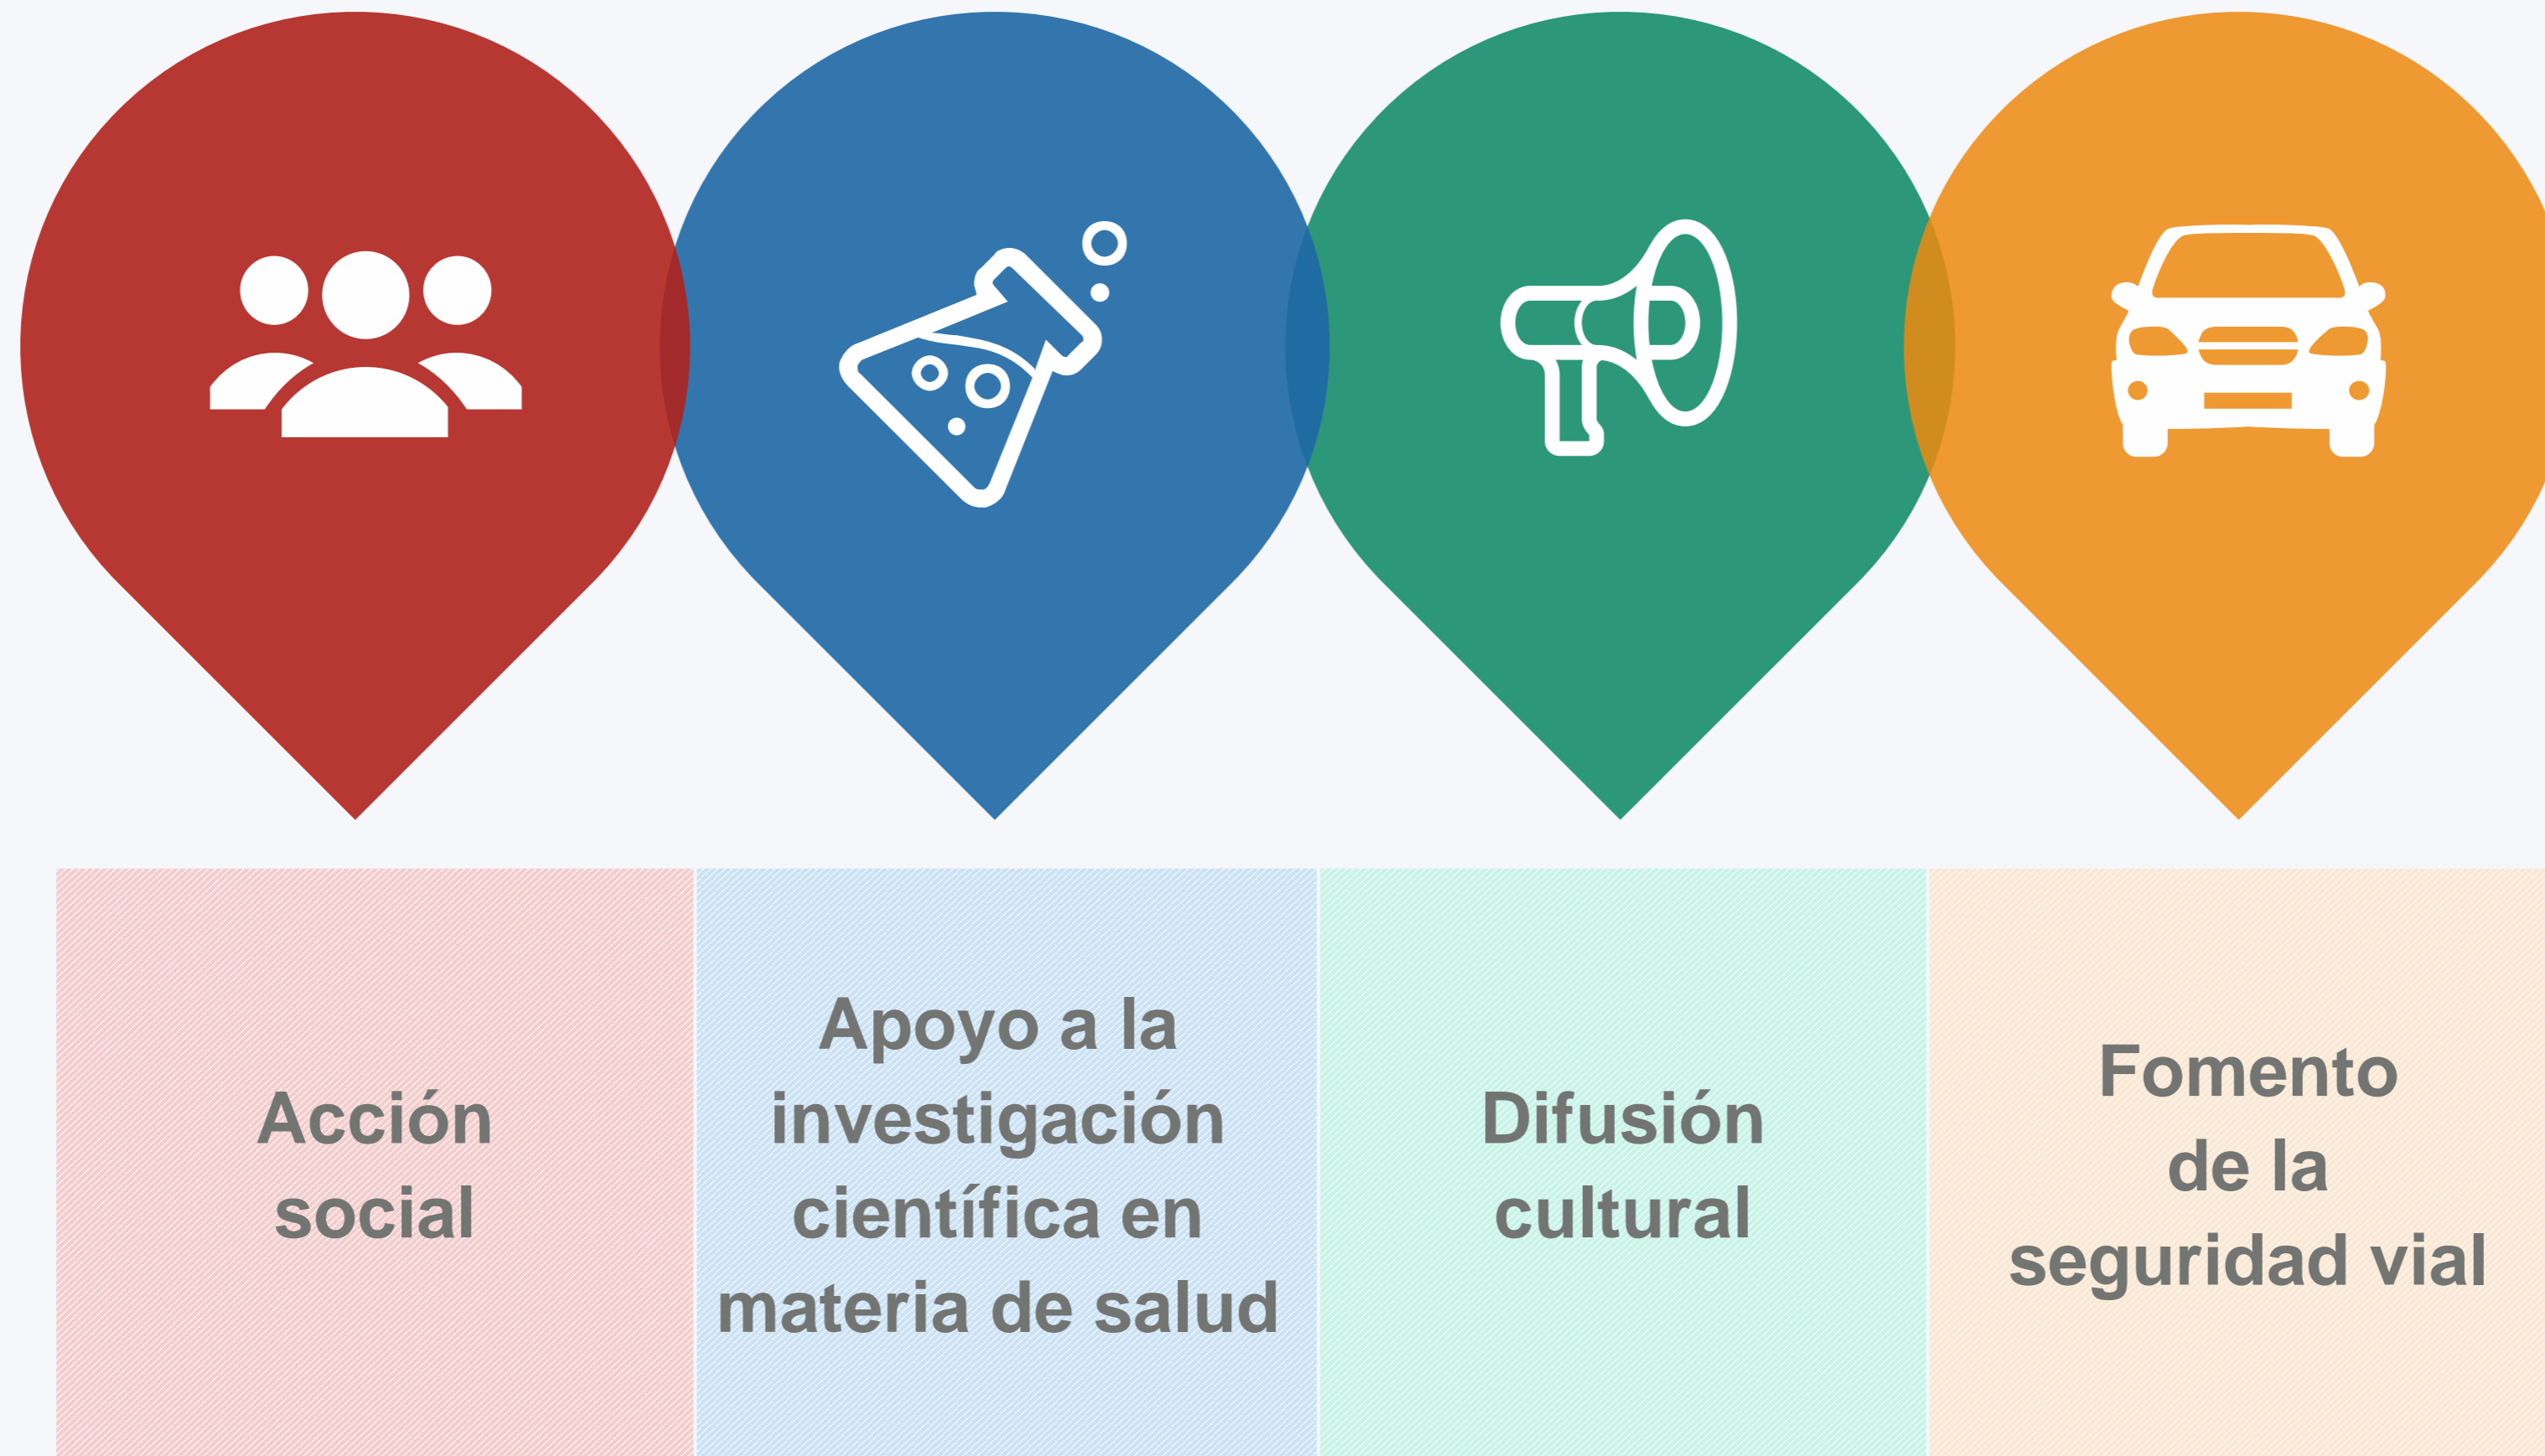 Acción
social
Apoyo a la
investigación
científica en
materia de salud
Difusión
cultural
Fomento
de la
seguridad vial